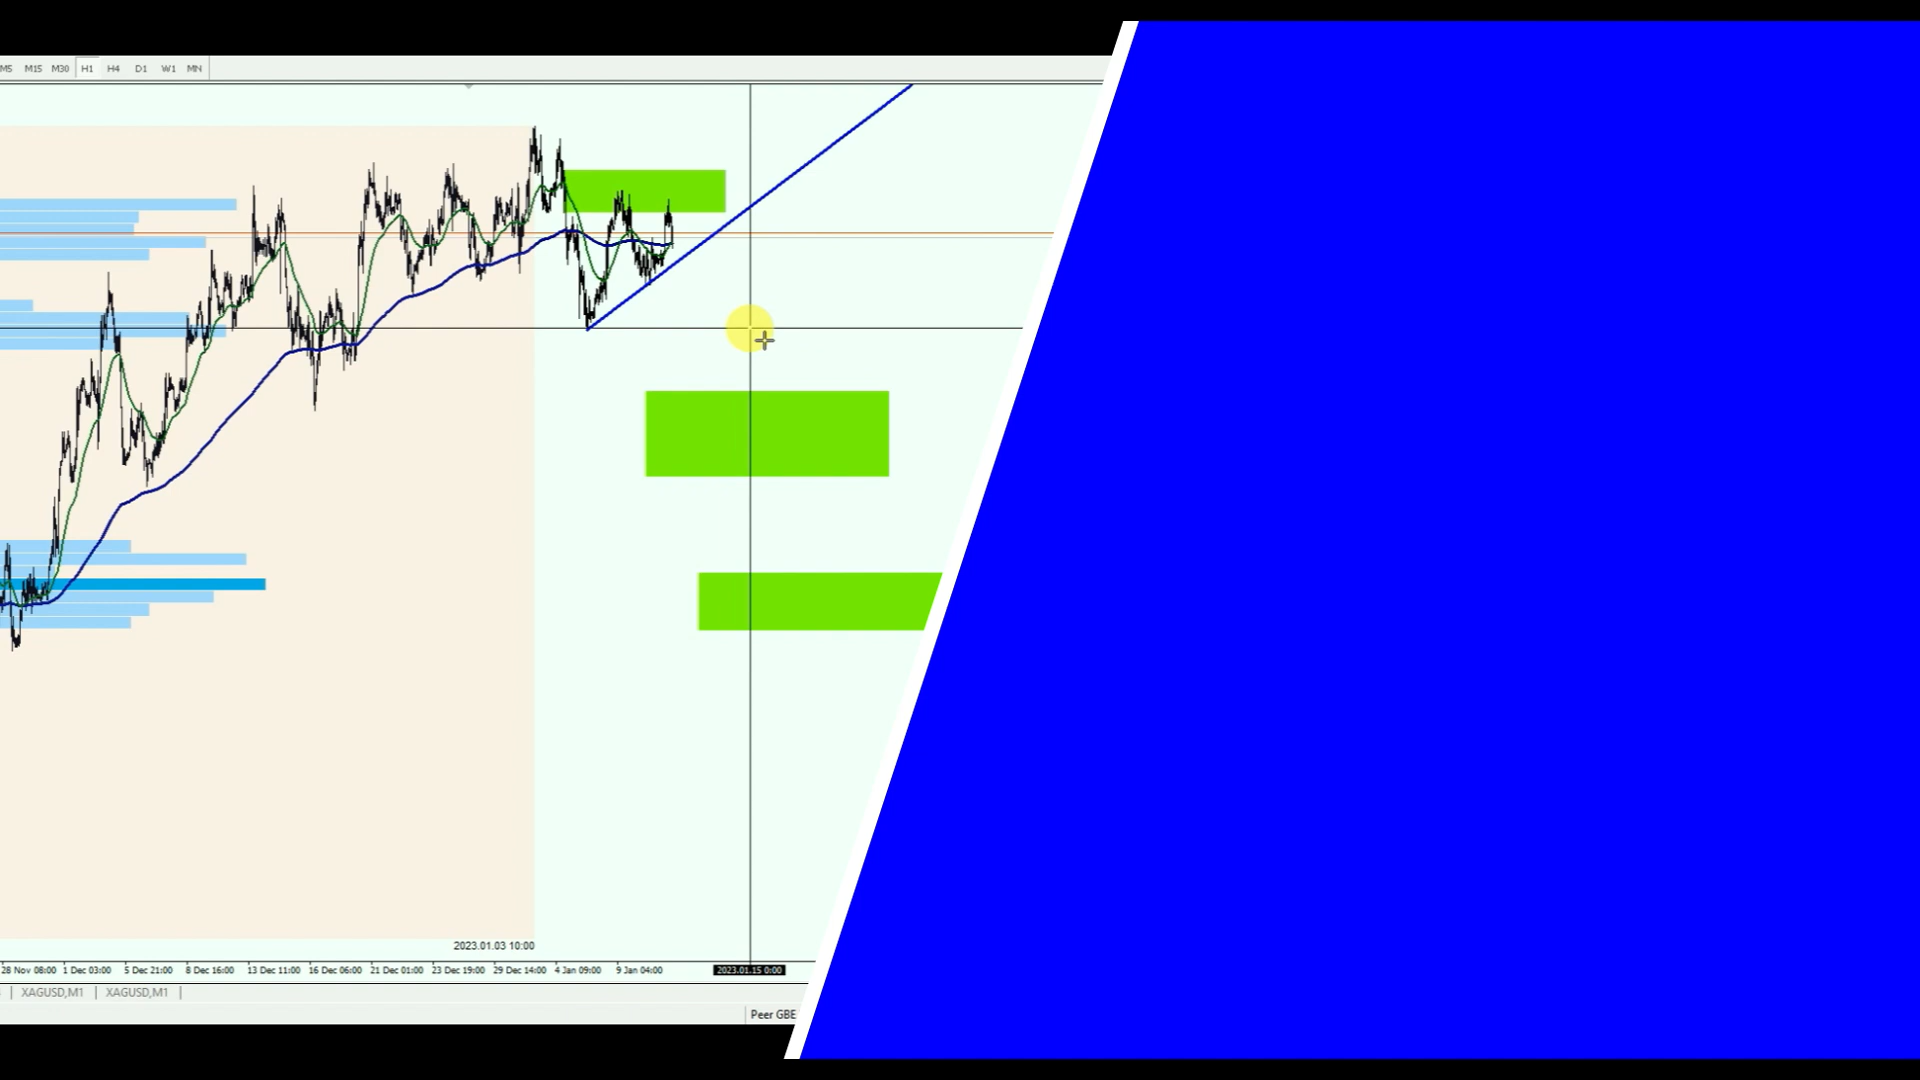 M5 M15 M30 H1 H4 D1 W1 MN
2023.01.03 10:00
28 Nov 08:00 1 Dec 03:00 5 Dec 21:00 8 Dec 16:00 13 Dec 11:00 16 Dec 06:00 21 Dec 01:00 23 Dec 19:00 29 Dec 14:00 4 Jan 09:00 9 Jan 04:00 2023.01.15 0:00
XAGUSD,M1 XAGUSD,M1
Peer GBE